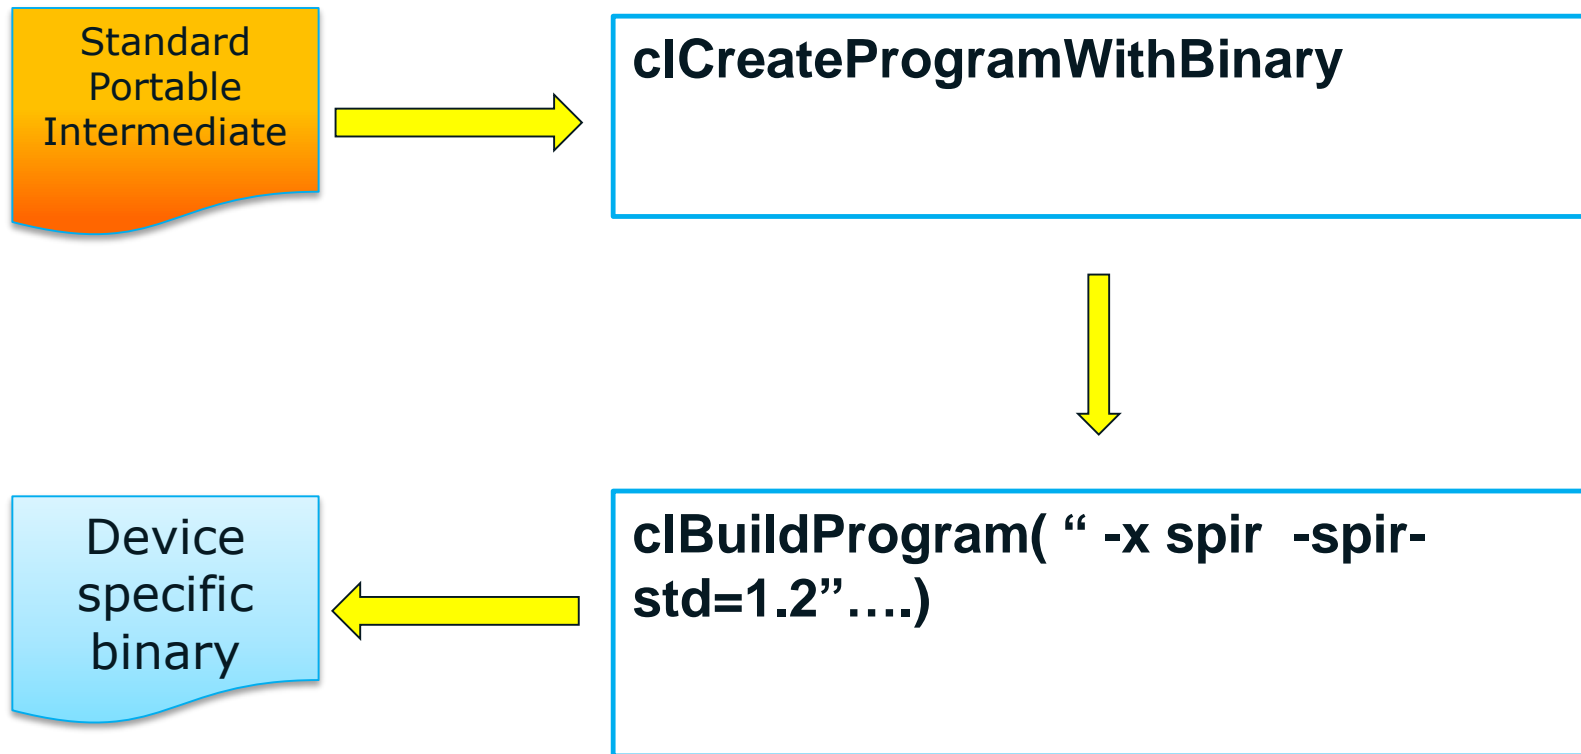 Standard
Portable
Intermediate
clCreateProgramWithBinary
Device
specific
binary
clBuildProgram( “ -x spir  -spir-
std=1.2”….)